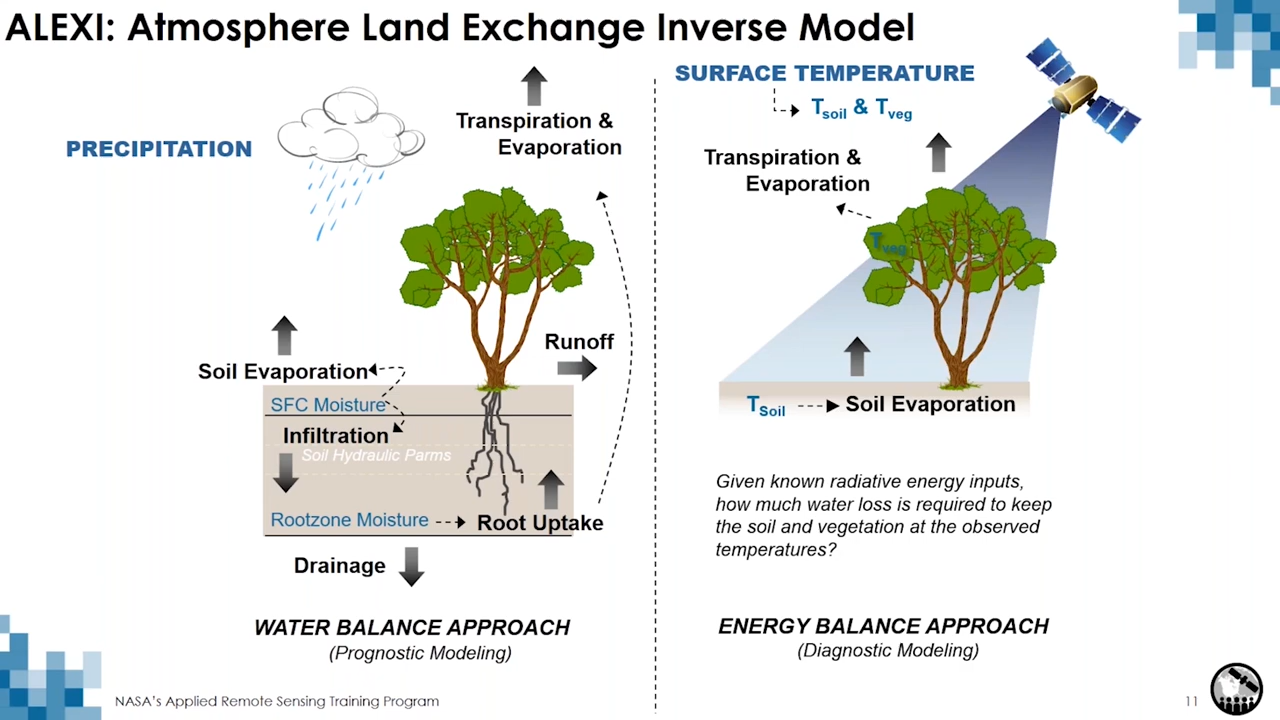 ALEXI: Atmosphere Land Exchange Inverse Model
PRECIPITATION
Transpiration &
Evaporation
Soil Evaporation
Runoff
SFC Moisture
Infiltration
Soil Hydraulic Parms
Rootzone Moisture
Root Uptake
Drainage
WATER BALANCE APPROACH
(Prognostic Modeling)
SURFACE TEMPERATURE
Tsoil & Tveg
Transpiration &
Evaporation
Tveg
TSoil
Soil Evaporation
Given known radiative energy inputs,
how much water loss is required to keep
the soil and vegetation at the observed
temperatures?
ENERGY BALANCE APPROACH
(Diagnostic Modeling)
NASA's Applied Remote Sensing Training Program
11